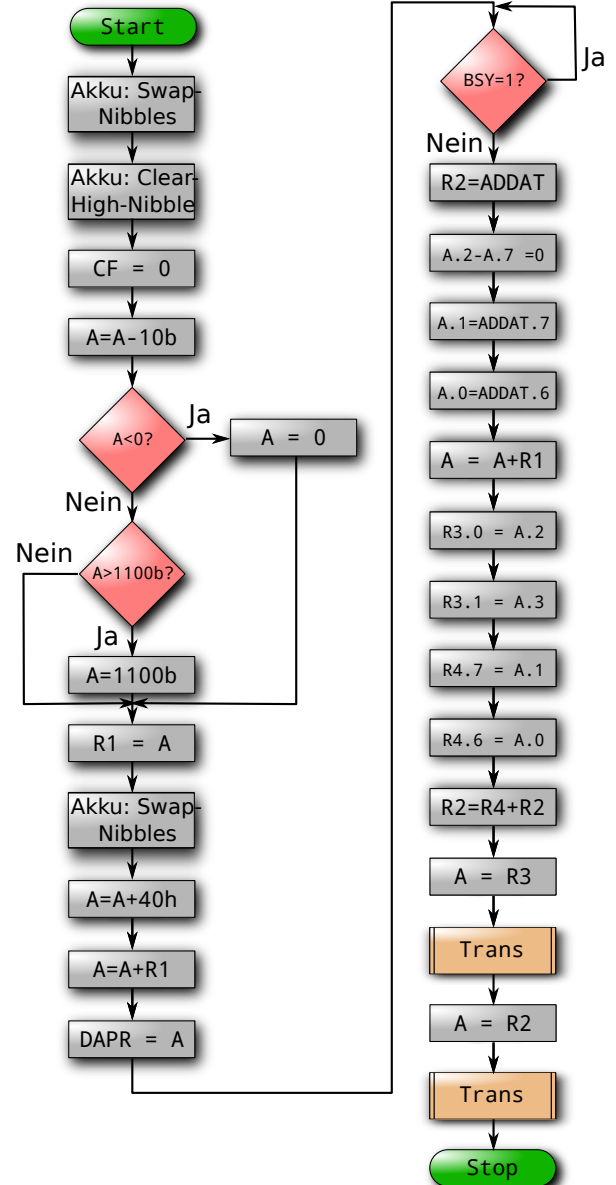 Start
Akku: Swap-
Nibbles
Akku: Clear-
High-Nibble
CF = 0
A=A-10b
A<0?
Ja
A = 0
Nein
A>1100b?
Nein
Ja
A=1100b
R1 = A
Akku: Swap-
Nibbles
A=A+40h
A=A+R1
DAPR = A
BSY=1?
Ja
Nein
R2=ADDAT
A.2-A.7 =0
A.1=ADDAT.7
A.0=ADDAT.6
A = A+R1
R3.0 = A.2
R3.1 = A.3
R4.7 = A.1
R4.6 = A.0
R2=R4+R2
A = R3
Trans
A = R2
Trans
Stop